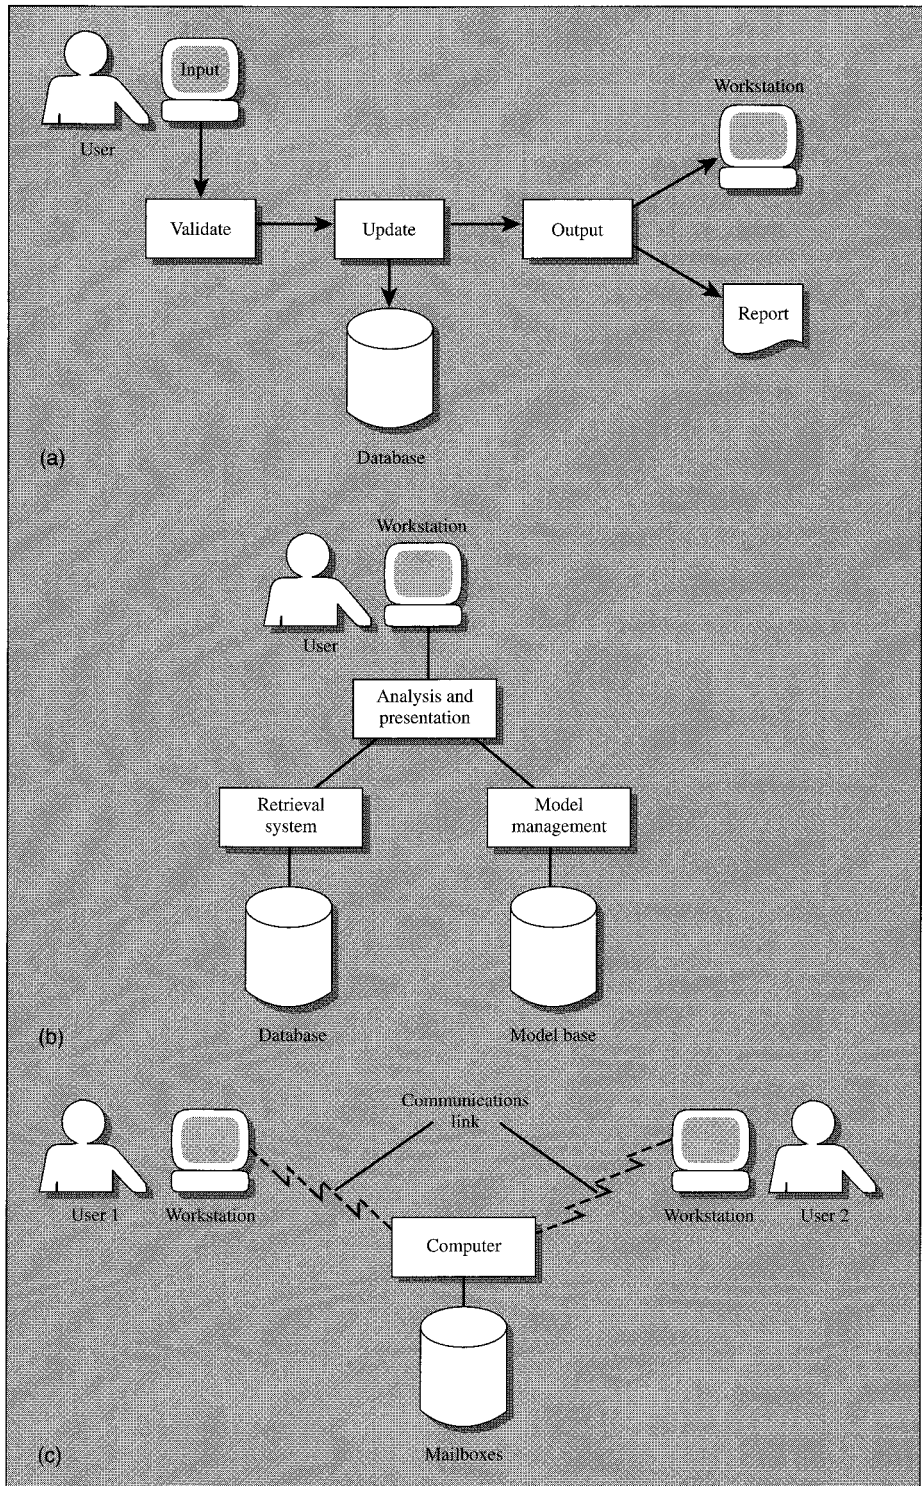 Input
User
Workstation
Validate
Update
Output
Report
Database
(a)
Workstation
User
Analysis and
presentation
Retrieval
system
Model
management
Database
Model base
(b)
Communications
link
User 1
Workstation
Workstation
User 2
Computer
Mailboxes
(c)